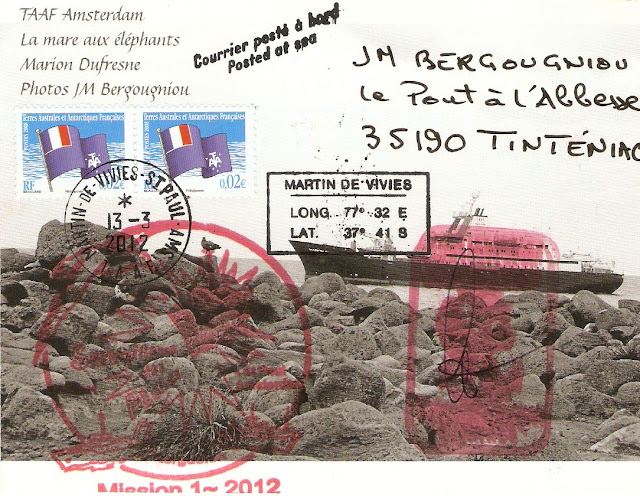 TAAF Amsterdam
La mare aux éléphants
Marion Dufresne
Photos JM Bergougniou
Courrier posté à bord
Posted at sea
JM BERGOUGNIOU
Le Pont à l'Abbesse
35190 TINTÉNIAC
Terres Australes et Antarctiques Françaises
Terres Australes et Antarctiques Françaises
POSTES 2008
RF
0,02€
0,02€
MARTIN-DE-VIVIES-ST PAUL-AMS
13-3
2012
MARTIN DE VIVIES
LONG. 77° 32 E
LAT. 37° 41 S
Mission 1~ 2012